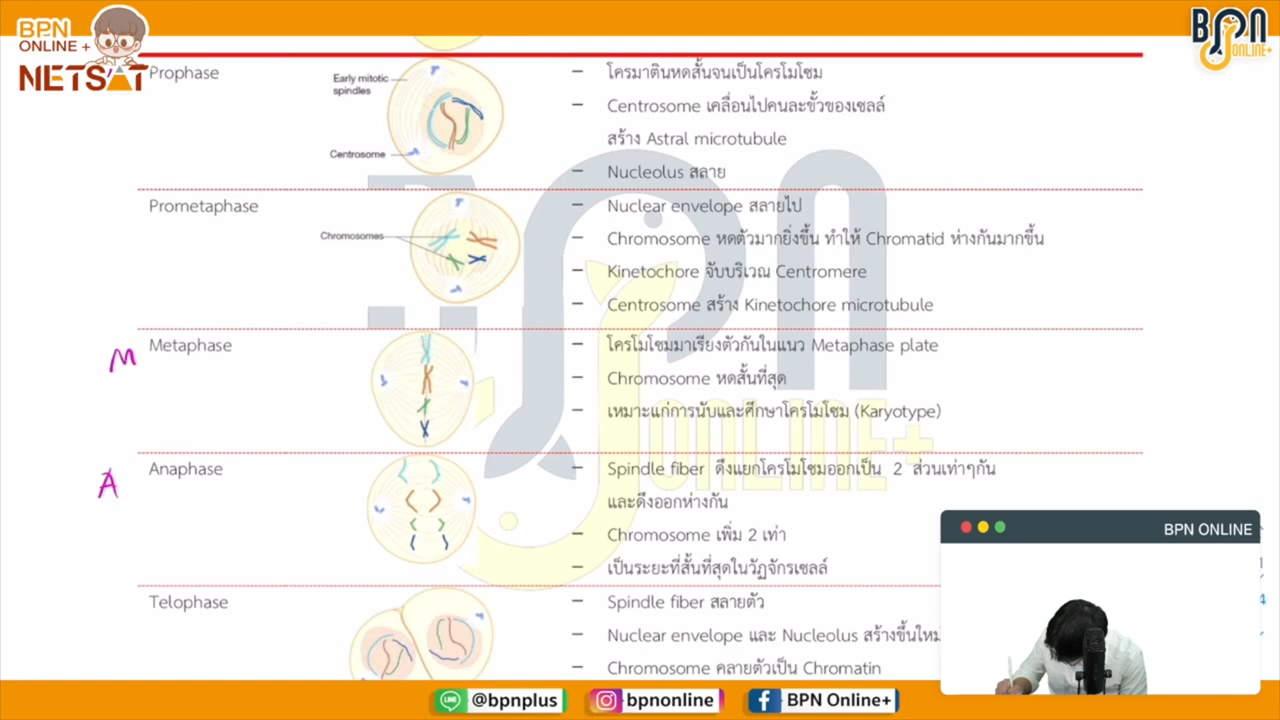 BPN
ONLINE +
NETSAT
BPN
ONLINE+
Prophase
Early mitotic
spindles
Centrosome
– โครมาตินหดสั้นจนเป็นโครโมโซม
– Centrosome เคลื่อนไปคนละขั้วของเซลล์
สร้าง Astral microtubule
– Nucleolus สลาย
Prometaphase
Chromosomes
– Nuclear envelope สลายไป
– Chromosome หดตัวมากยิ่งขึ้น ทำให้ Chromatid ห่างกันมากขึ้น
– Kinetochore จับบริเวณ Centromere
– Centrosome สร้าง Kinetochore microtubule
M
Metaphase
– โครโมโซมมาเรียงตัวกันในแนว Metaphase plate
– Chromosome หดสั้นที่สุด
– เหมาะแก่การนับและศึกษาโครโมโซม (Karyotype)
A
Anaphase
– Spindle fiber ดึงแยกโครโมโซมออกเป็น 2 ส่วนเท่าๆกัน
และดึงออกห่างกัน
– Chromosome เพิ่ม 2 เท่า
– เป็นระยะที่สั้นที่สุดในวัฏจักรเซลล์
Telophase
– Spindle fiber สลายตัว
– Nuclear envelope และ Nucleolus สร้างขึ้นใหม่
– Chromosome คลายตัวเป็น Chromatin
BPN
ONLINE+
BPN ONLINE
@bpnplus
bpnonline
BPN Online+